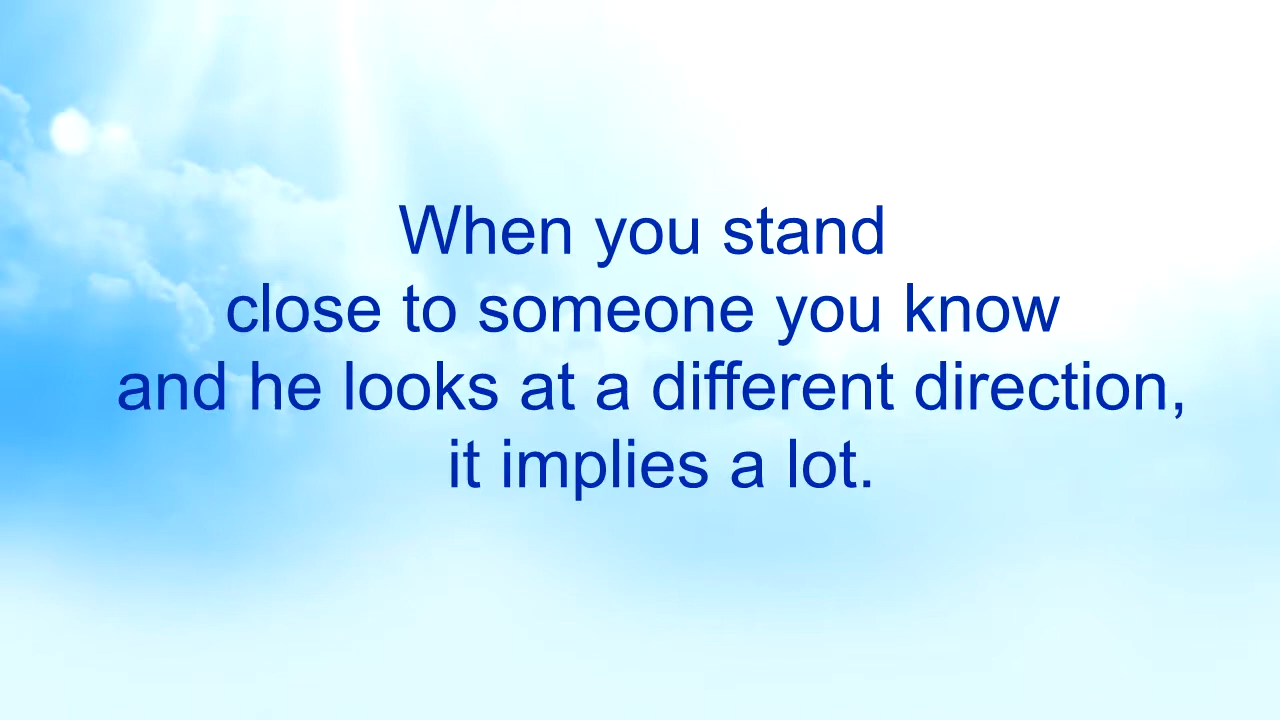 When you stand
close to someone you know
and he looks at a different direction,
it implies a lot.